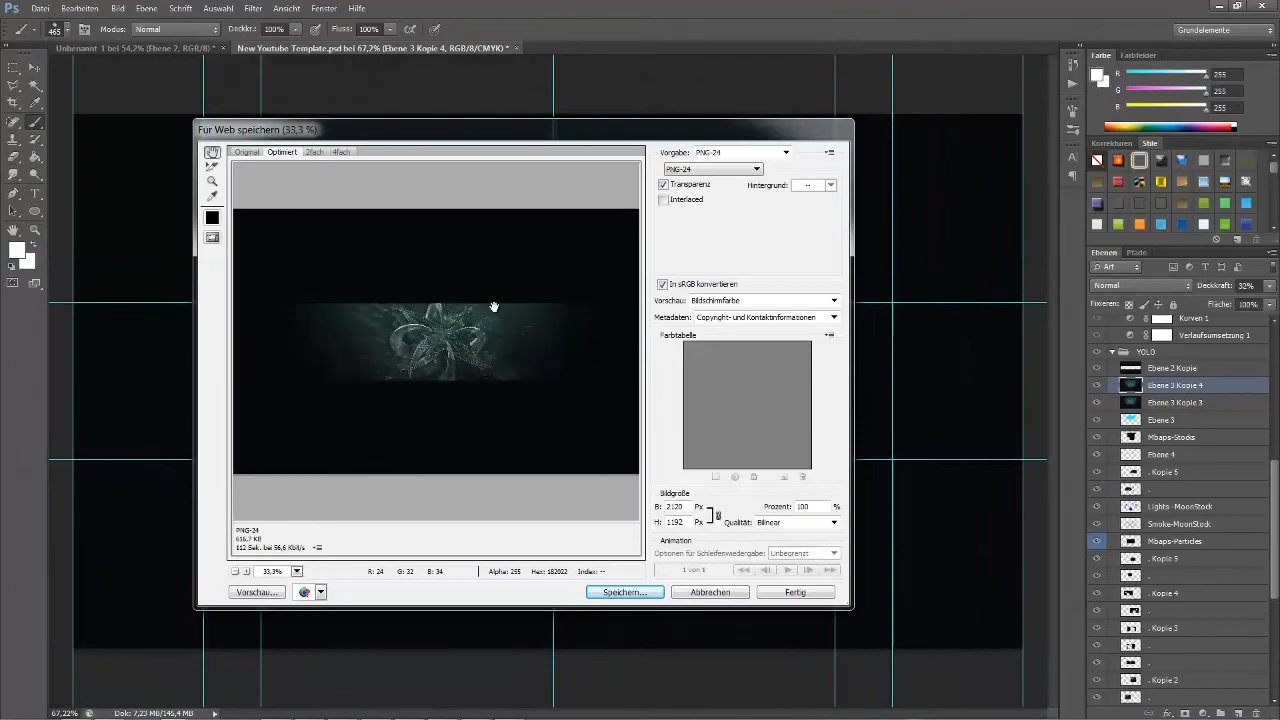 Ps Datei Bearbeiten Bild Ebene Schrift Auswahl Filter Ansicht Fenster Hilfe
465 Modus: Normal Deckkr.: 100% Fluss: 100% Grundelemente
Unbenannt-1 bei 54,2% (Ebene 2, RGB/8) * × New Youtube Template.psd bei 67,2% (Ebene 3 Kopie 4, RGB/8/CMYK) * ×
Farbe Farbfelder
R 255
G 255
B 255
Korrekturen Stile
Ebenen Pfade
Art
Normal Deckkraft: 32%
Fixieren: Fläche: 100%
Kurven 1
Verlaufsumsetzung 1
YOLO
Ebene 2 Kopie
Ebene 3 Kopie 4
Ebene 3 Kopie 3
Ebene 3
Mbaps-Stocks
Ebene 4
. Kopie 6
.
Lights - MoonStock
Smoke-MoonStock
Mbaps-Particles
. Kopie 5
.
. Kopie 4
.
. Kopie 3
.
.
. Kopie 2
.
Für Web speichern (33,3 %)
Original Optimiert 2fach 4fach
Vorgabe: PNG-24
PNG-24
Transparenz Hintergrund: --
Interlaced
In sRGB konvertieren
Vorschau: Bildschirmfarbe
Metadaten: Copyright- und Kontaktinformationen
Farbtabelle
Bildgröße
B: 2120 Px Prozent: 100 %
H: 1192 Px Qualität: Bilinear
Animation
Optionen für Schleifenwiedergabe: Unbegrenzt
1 von 1
PNG-24
616,7 KB
112 Sek. bei 56,6 Kbit/s
33,3% R: 24 G: 32 Alpha: 255 Hex: 182022 Index: --
Vorschau... Speichern... Abbrechen Fertig
67,22% Dok: 7,23 MB/145,4 MB